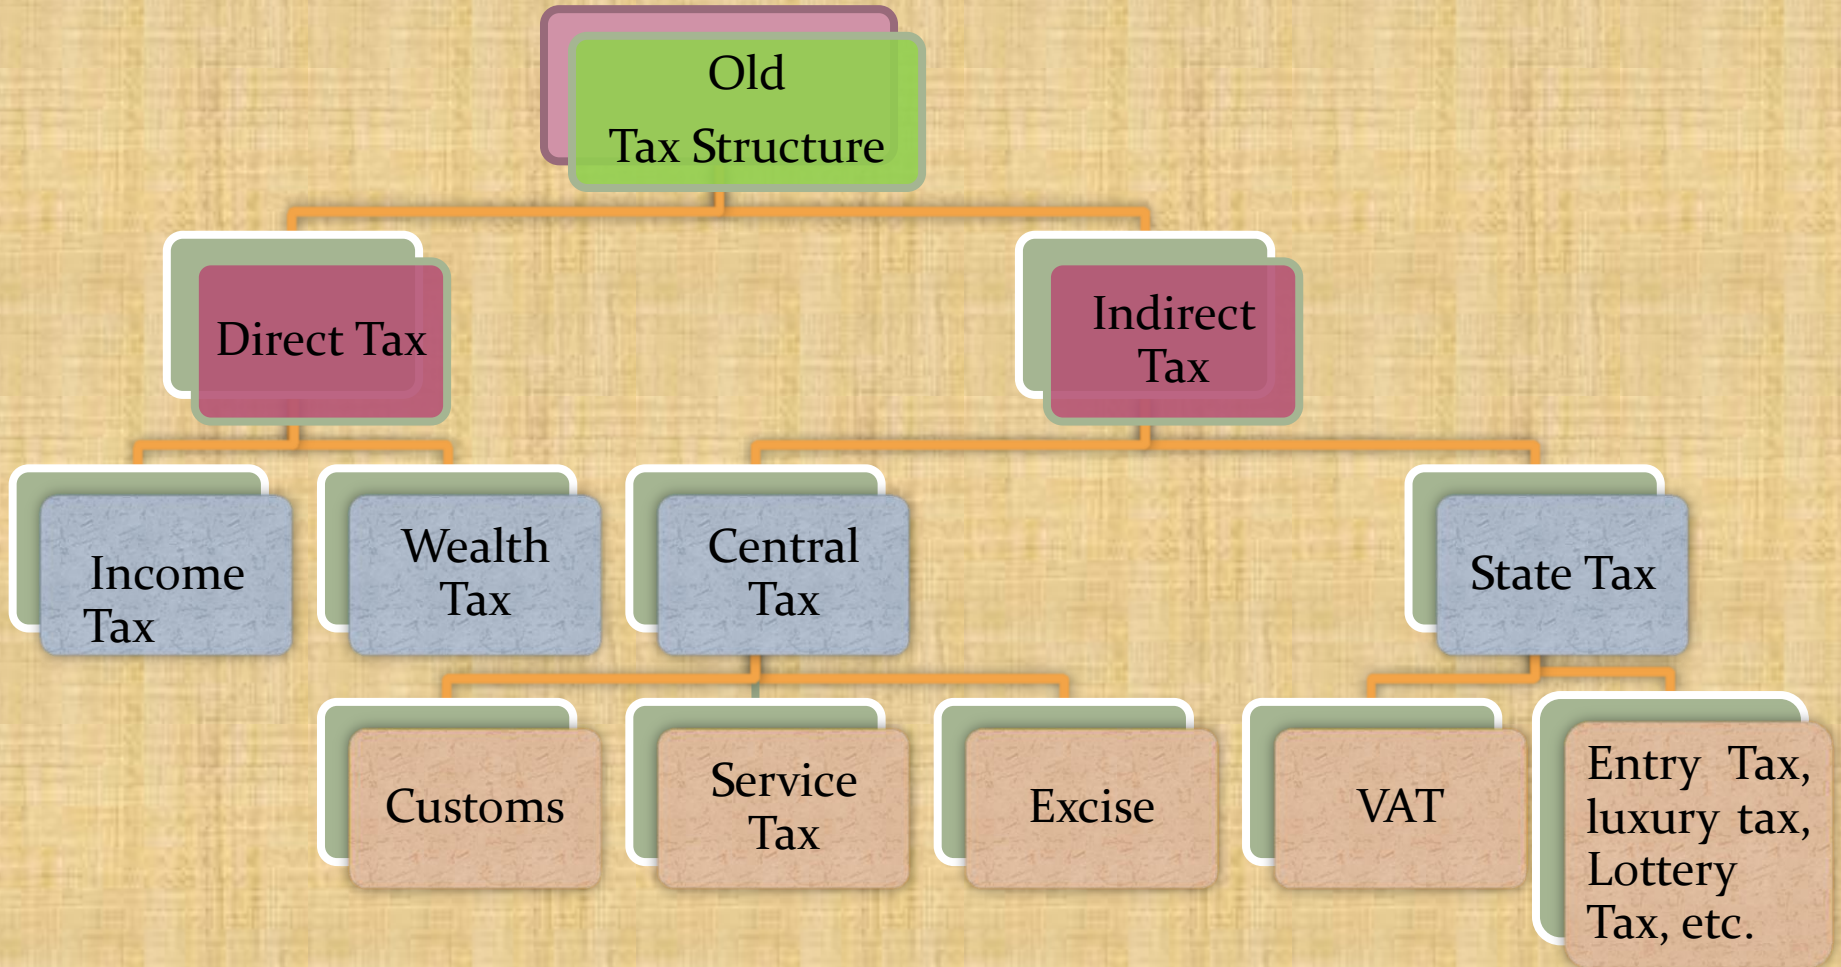 Old
Tax Structure
Direct Tax
Indirect
Tax
Income
Tax
Wealth
Tax
Central
Tax
State Tax
Customs
Service
Tax
Excise
VAT
Entry Tax,
luxury tax,
Lottery
Tax, etc.